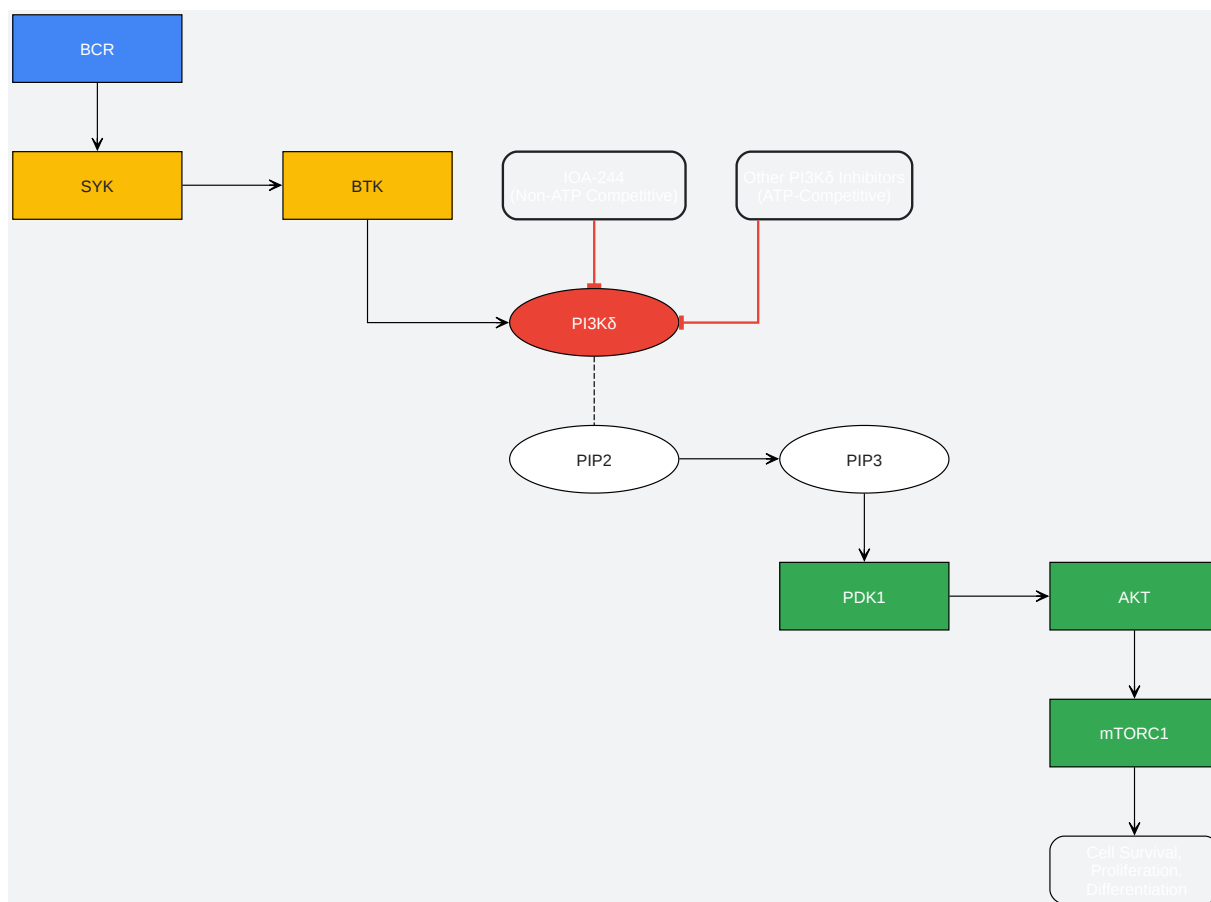 BCR
SYK
BTK
IOA-244
(Non-ATP Competitive)
Other PI3Kδ Inhibitors
(ATP-Competitive)
PI3Kδ
PIP2
PIP3
PDK1
AKT
mTORC1
Cell Survival,
Proliferation,
Differentiation